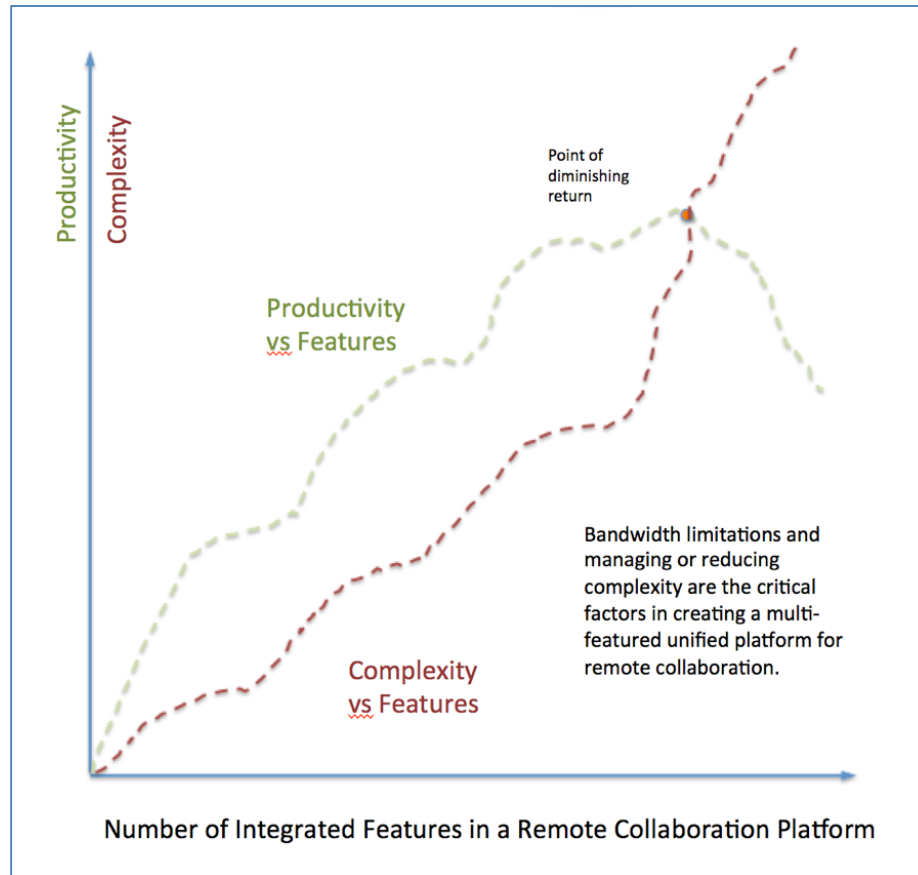 Productivity
Complexity
Point of
diminishing
return
Productivity
vs Features
Bandwidth limitations and
managing or reducing
complexity are the critical
factors in creating a multi-
featured unified platform for
remote collaboration.
Complexity
vs Features
Number of Integrated Features in a Remote Collaboration Platform